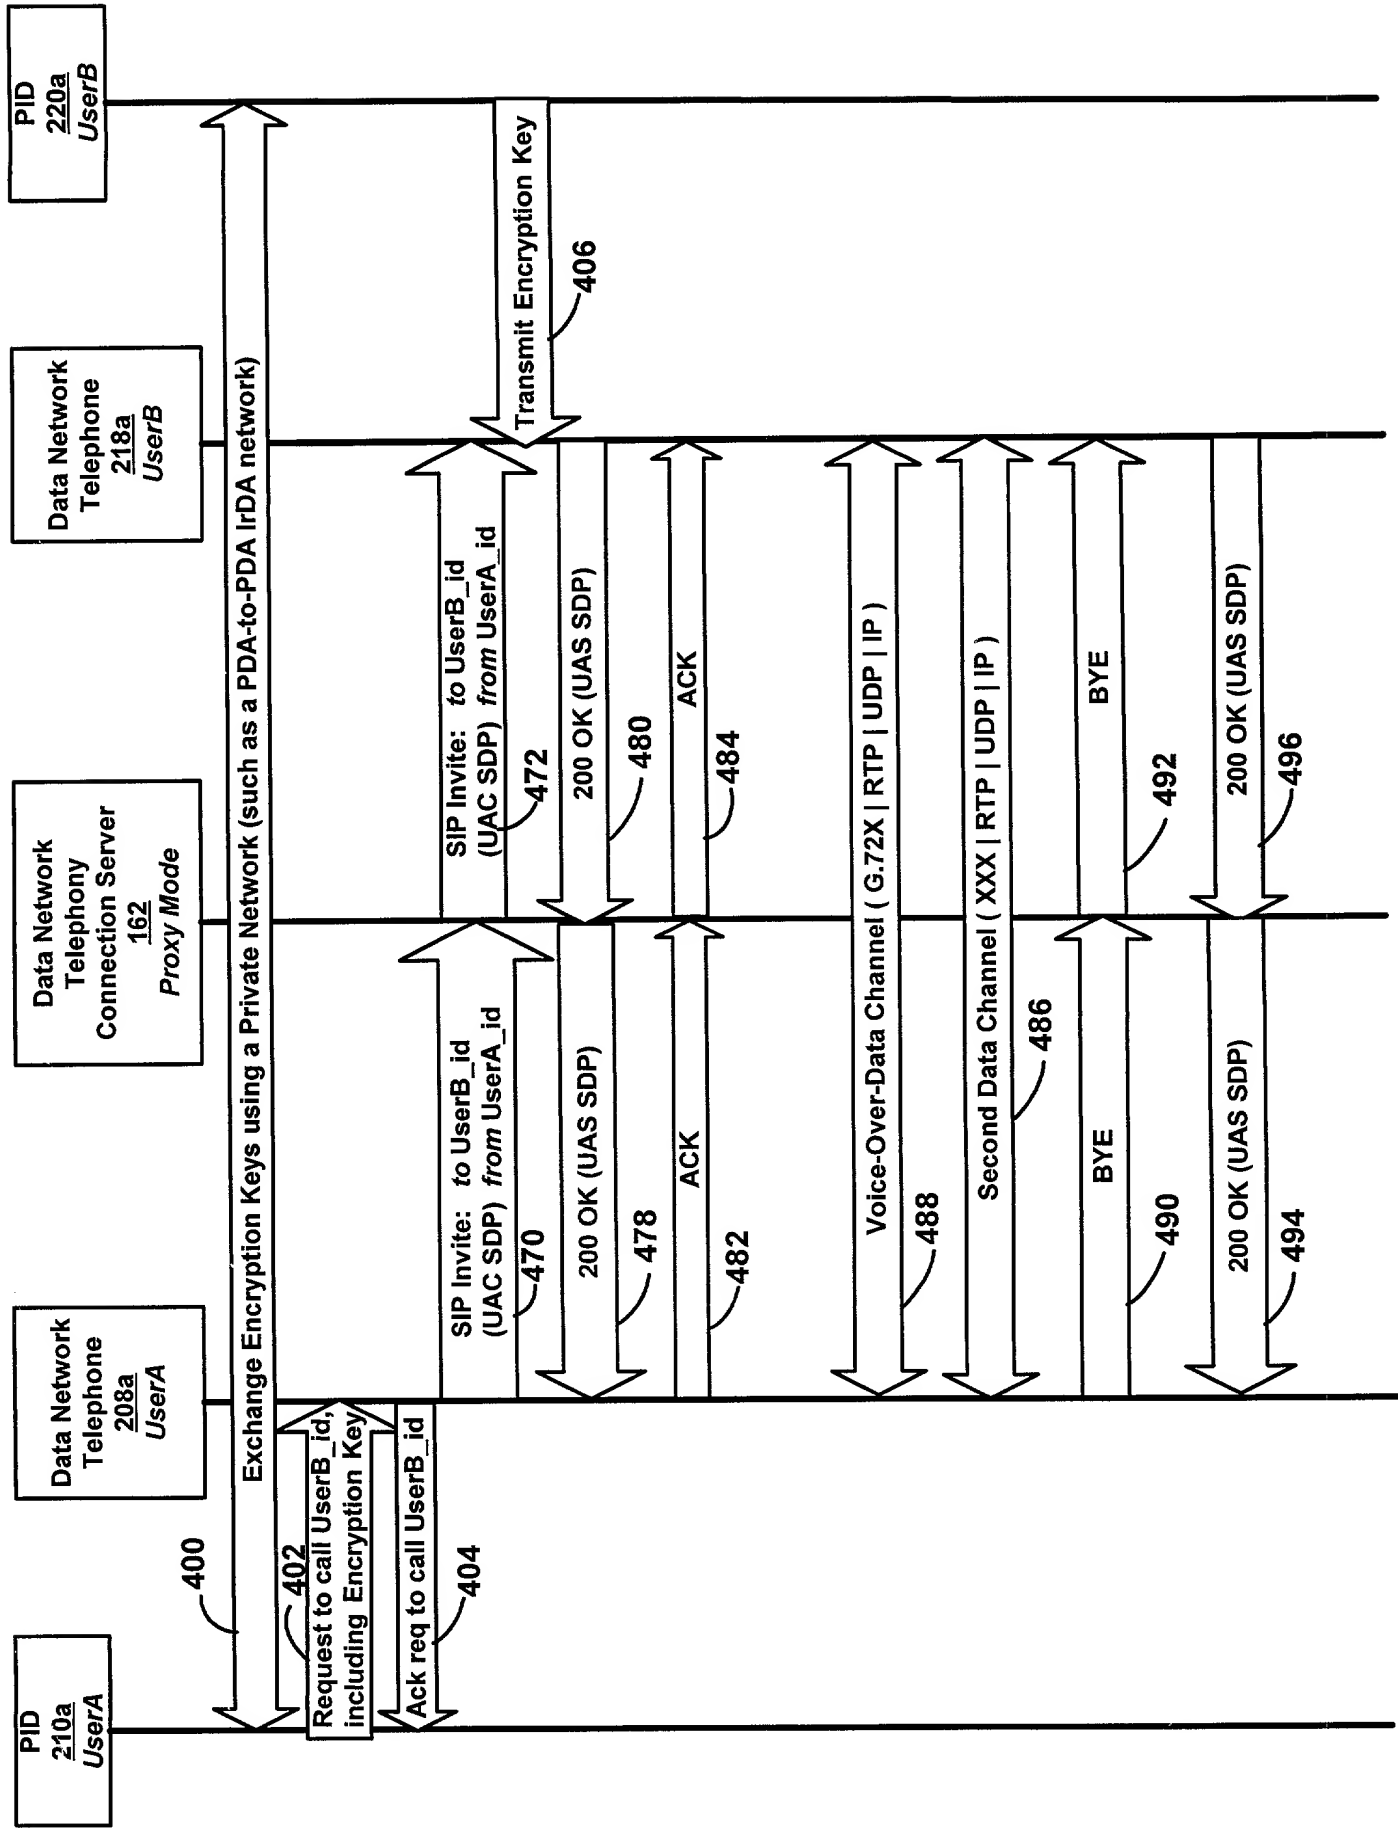 PID
210a
UserA
Data Network
Telephone
208a
UserA
Data Network
Telephony
Connection Server
162
Proxy Mode
Data Network
Telephone
218a
UserB
PID
220a
UserB
400
Exchange Encryption Keys using a Private Network (such as a PDA-to-PDA IrDA network)
402
Request to call UserB_id,
including Encryption Key
Ack req to call UserB_id
404
SIP Invite: to UserB_id
(UAC SDP) from UserA_id
470
SIP Invite: to UserB_id
(UAC SDP) from UserA_id
472
Transmit Encryption Key
406
200 OK (UAS SDP)
478
200 OK (UAS SDP)
480
ACK
482
ACK
484
Voice-Over-Data Channel ( G.72X | RTP | UDP | IP )
488
Second Data Channel ( XXX | RTP | UDP | IP )
486
BYE
490
BYE
492
200 OK (UAS SDP)
494
200 OK (UAS SDP)
496